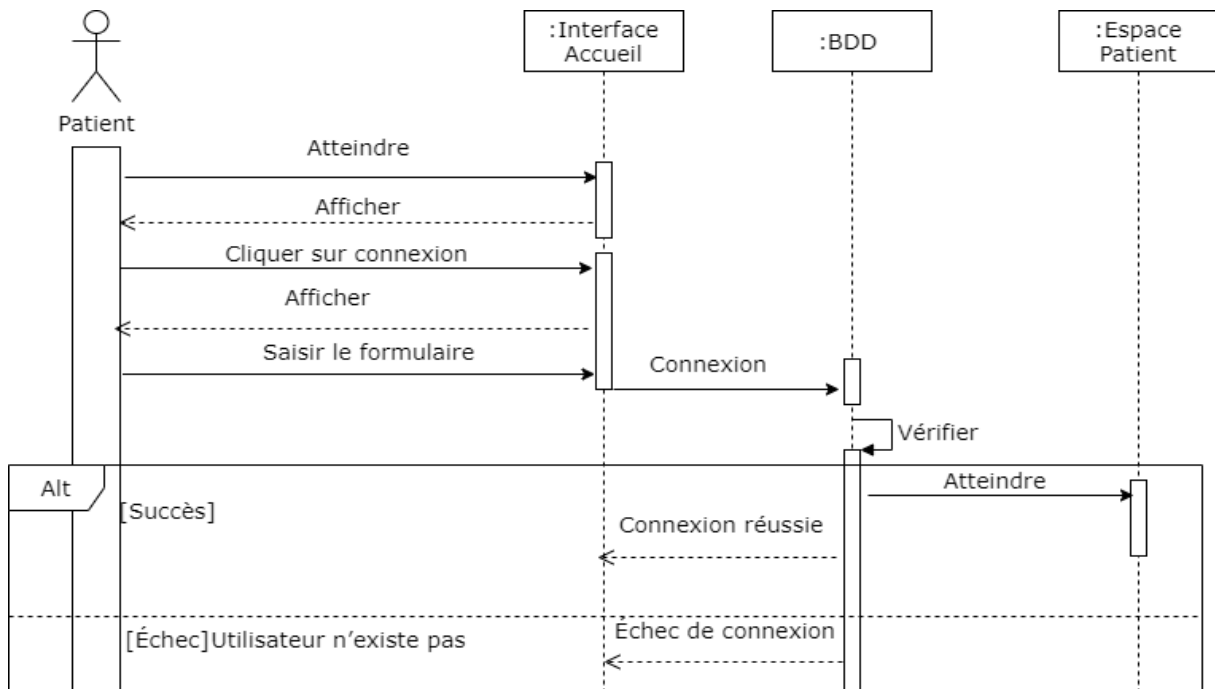 :Interface
Accueil
:BDD
:Espace
Patient
Patient
Atteindre
Afficher
Cliquer sur connexion
Afficher
Saisir le formulaire
Connexion
Vérifier
Alt
[Succès]
Atteindre
Connexion réussie
[Échec]Utilisateur n’existe pas
Échec de connexion